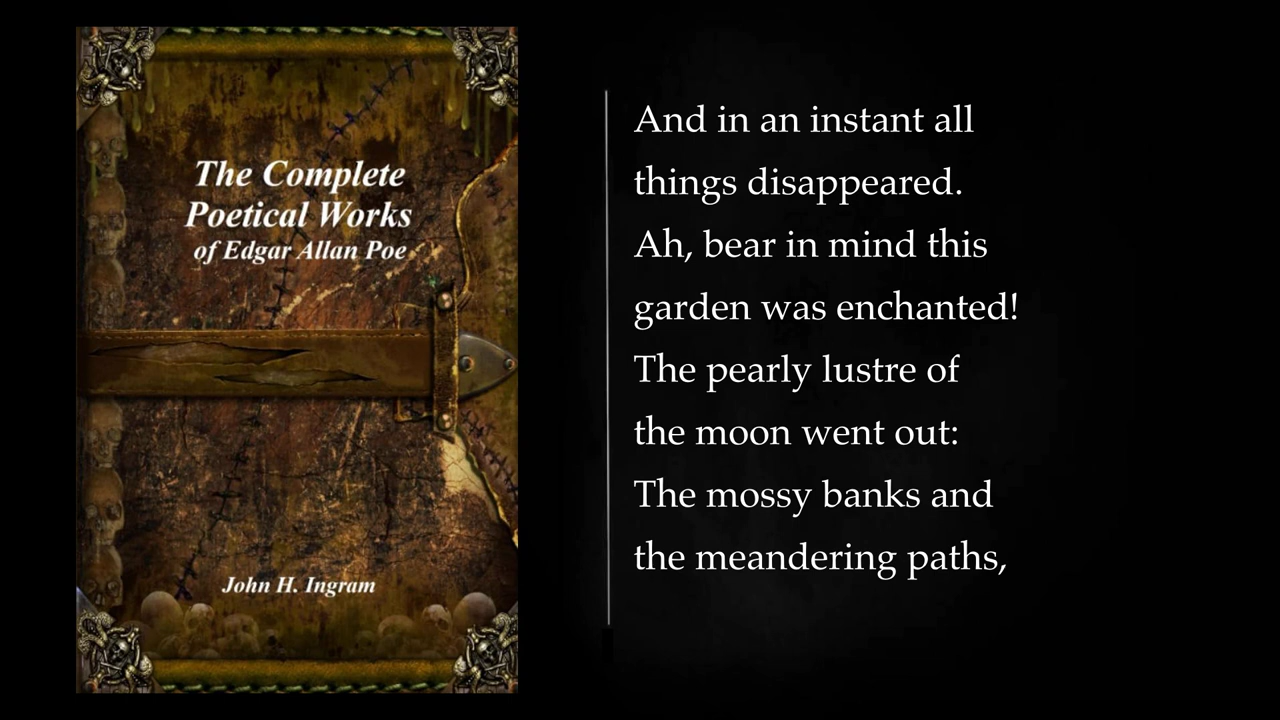 The Complete
Poetical Works
of Edgar Allan Poe
John H. Ingram
And in an instant all
things disappeared.
Ah, bear in mind this
garden was enchanted!
The pearly lustre of
the moon went out:
The mossy banks and
the meandering paths,